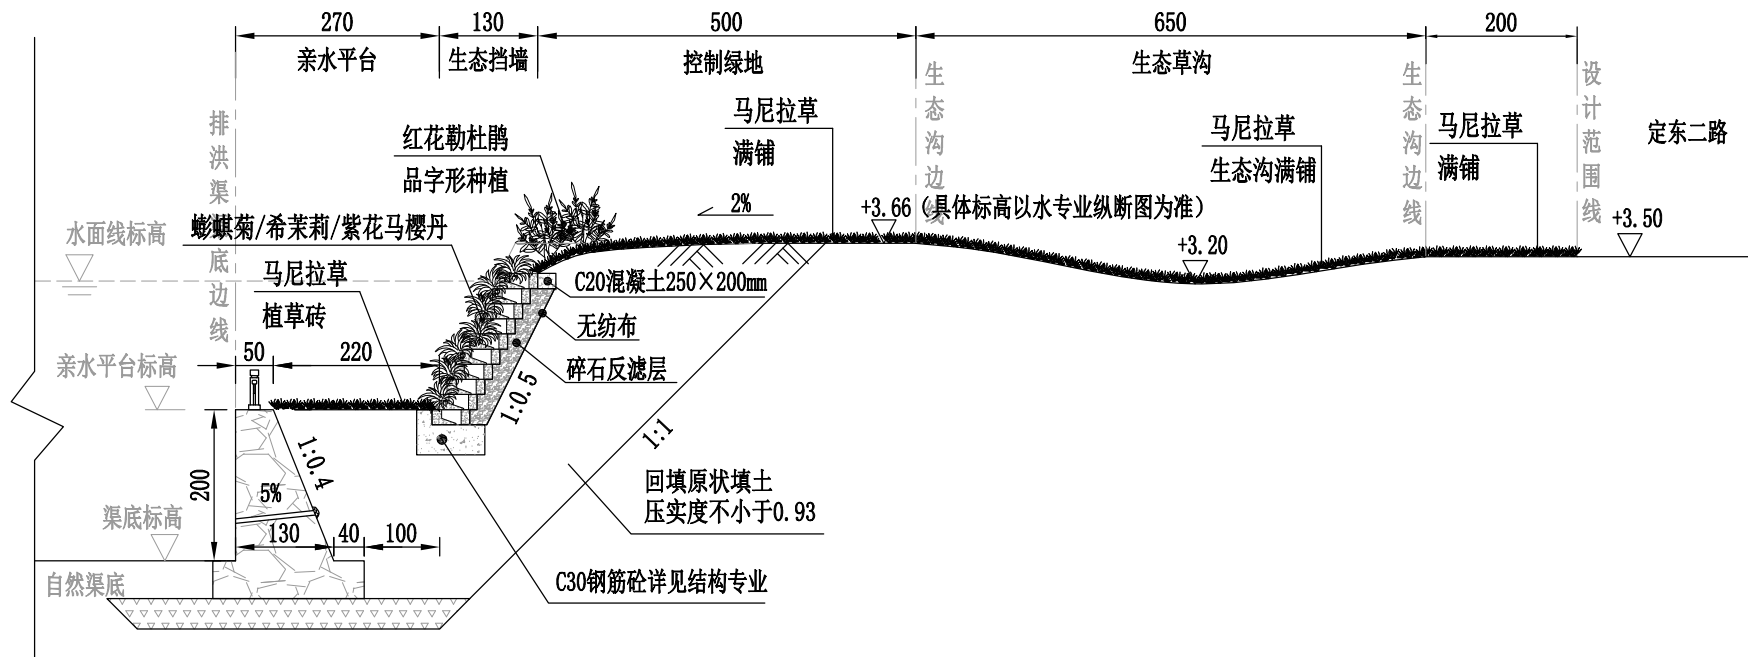 270
130
500
650
200
亲水平台
生态挡墙
控制绿地
生态草沟
排洪渠底边线
生态沟边线
生态沟边线
设计范围线
定东二路
马尼拉草
满铺
马尼拉草
生态沟满铺
马尼拉草
满铺
红花勒杜鹃
品字形种植
2%
+3.66（具体标高以水专业纵断图为准）
+3.20
+3.50
水面线标高
蟛蜞菊/希茉莉/紫花马樱丹
马尼拉草
植草砖
C20混凝土250×200mm
无纺布
碎石反滤层
亲水平台标高
50
220
1:0.5
1:1
1:0.4
200
5%
回填原状填土
压实度不小于0.93
渠底标高
130
40
100
自然渠底
C30钢筋砼详见结构专业